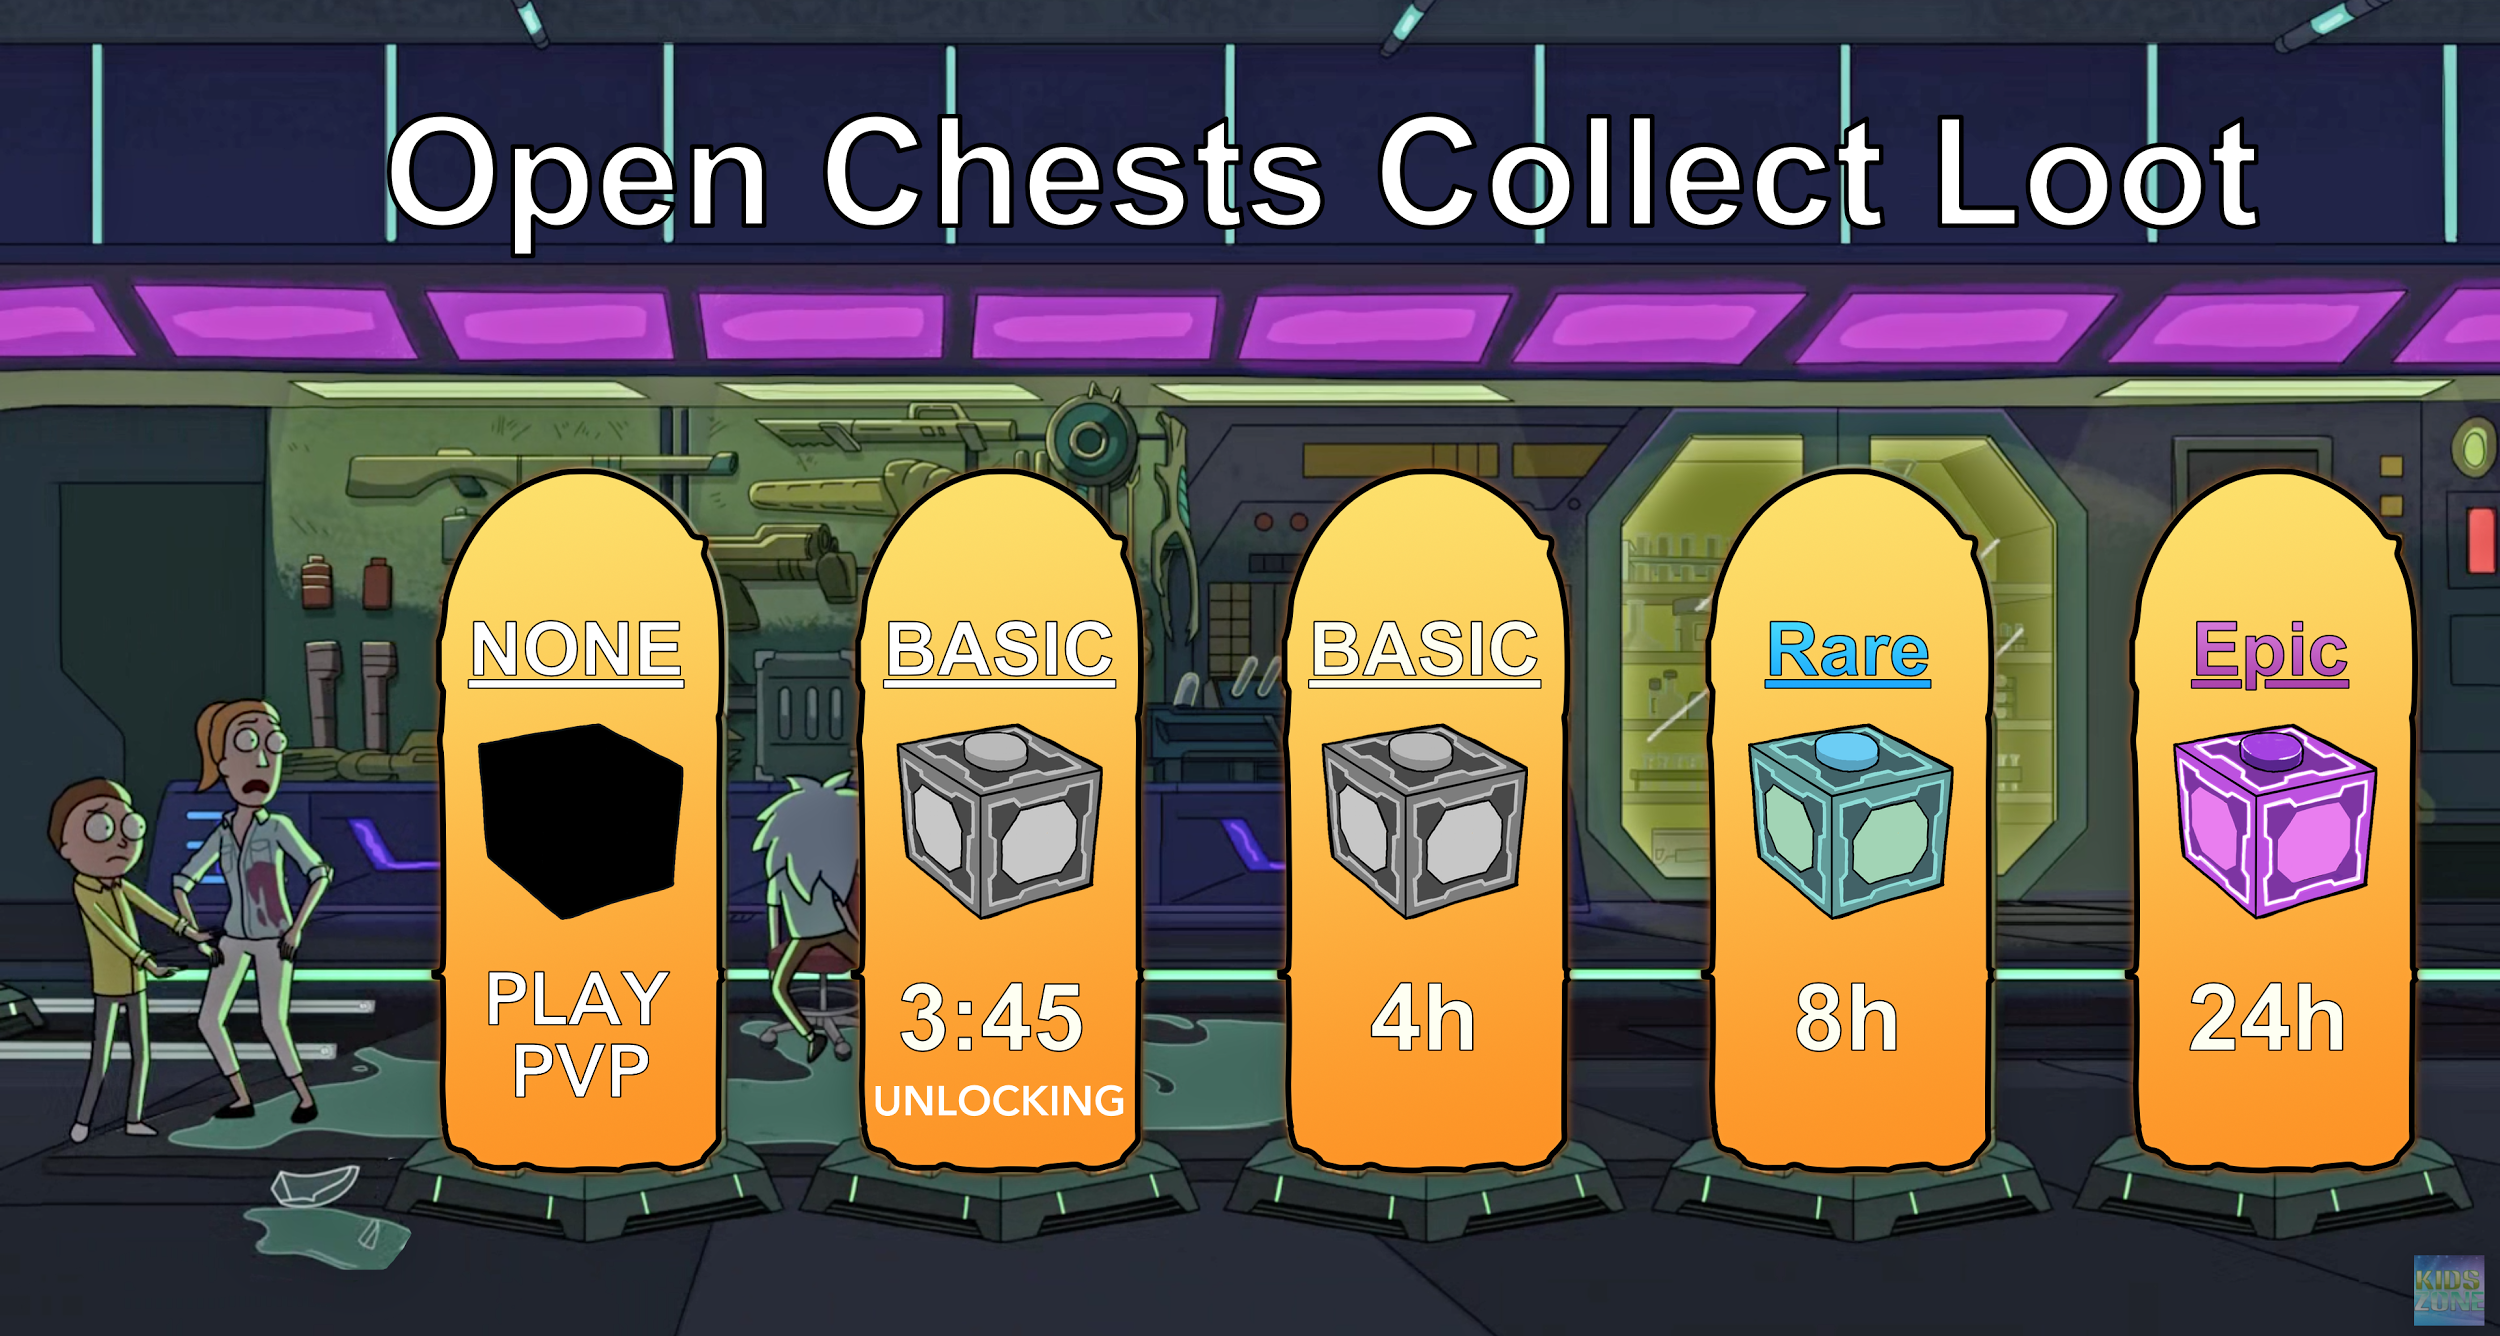 Open Chests Collect Loot
NONE
PLAY
PVP
BASIC
3:45
UNLOCKING
BASIC
4h
Rare
8h
Epic
24h
KIDS
ZONE